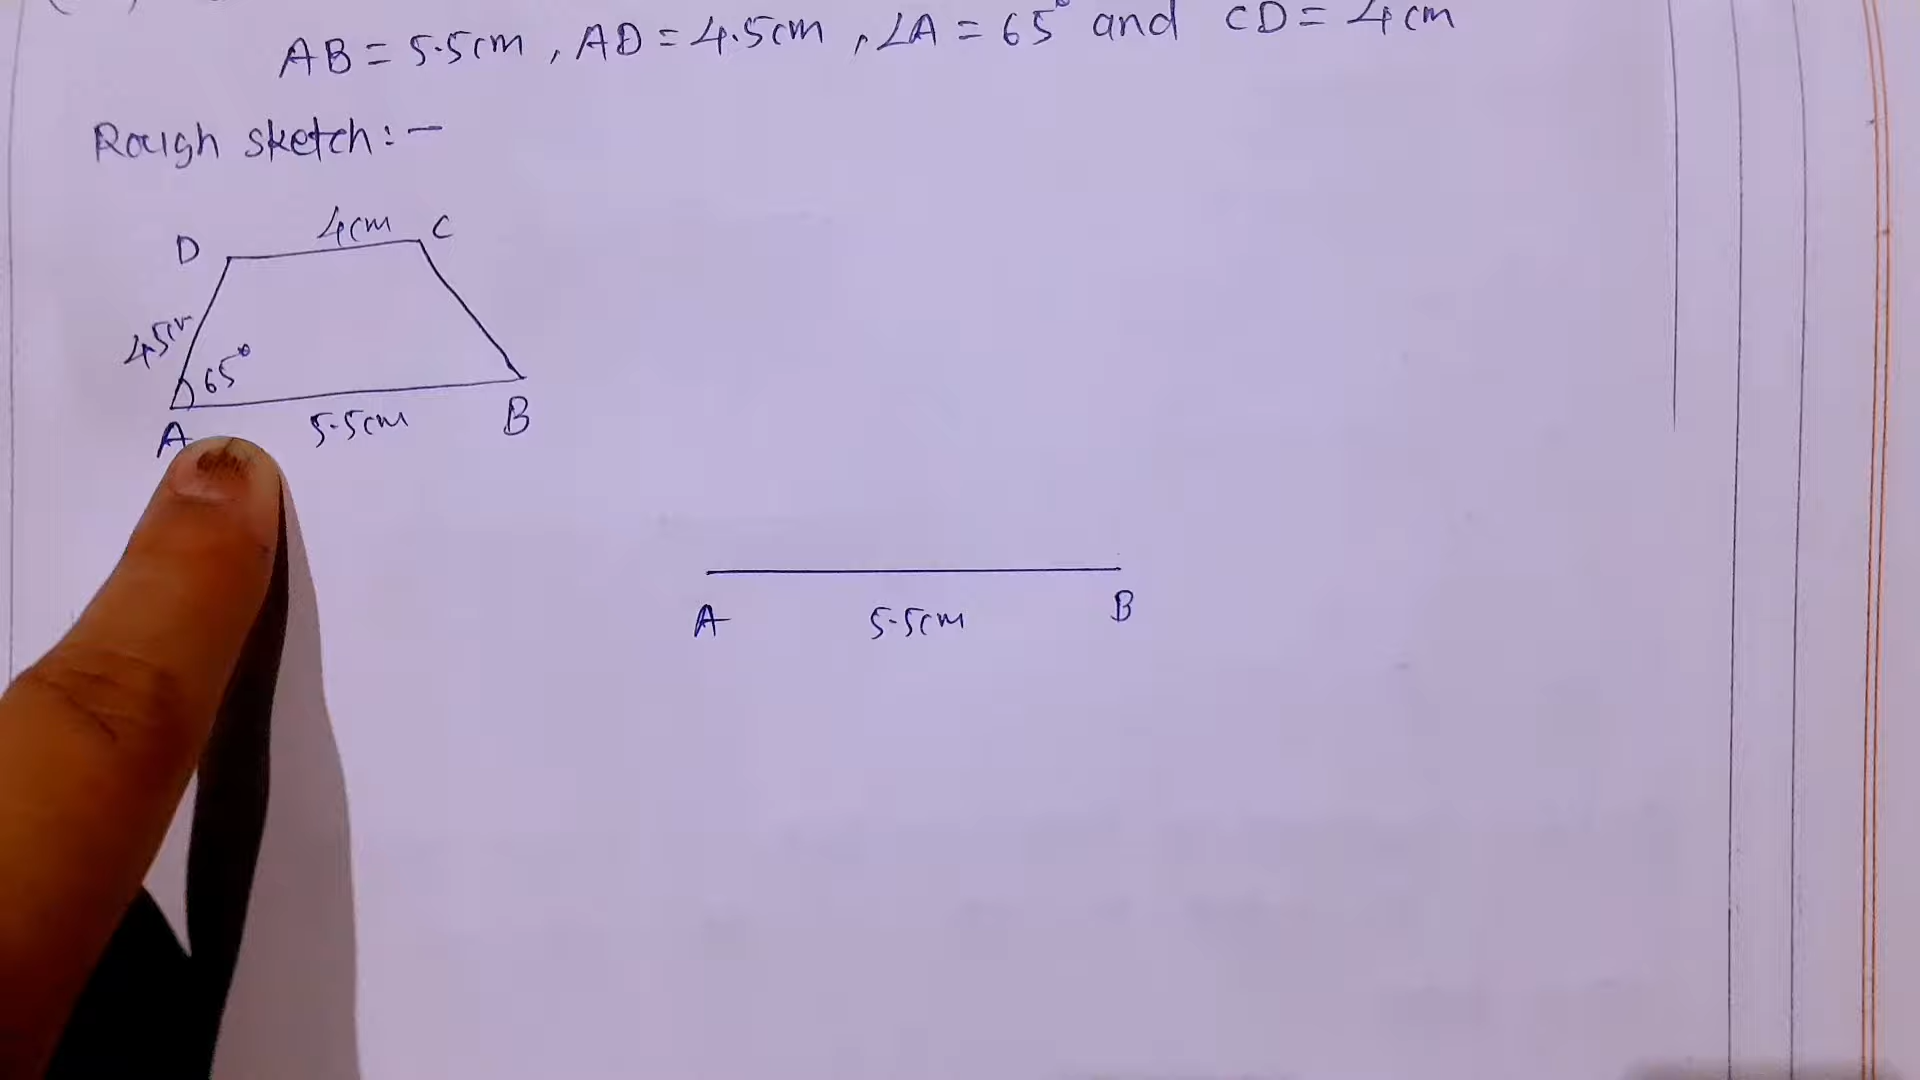 AB = 5.5cm, AD = 4.5cm, ∠A = 65° and CD = 4cm
Rough sketch:-
4cm
D
C
4.5cm
65°
A
5.5cm
B
A
5.5cm
B